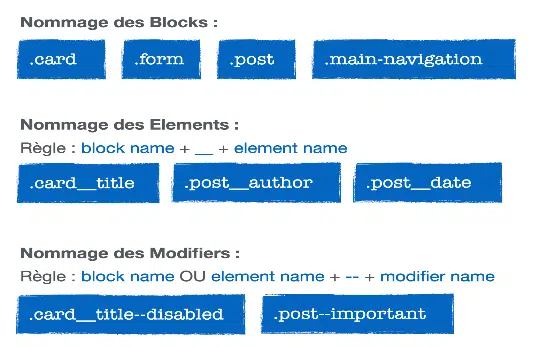 Nommage des Blocks :
.card .form .post .main-navigation
Nommage des Elements :
Règle : block name + __ + element name
.card__title .post__author .post__date
Nommage des Modifiers :
Règle : block name OU element name + -- + modifier name
.card__title--disabled .post--important